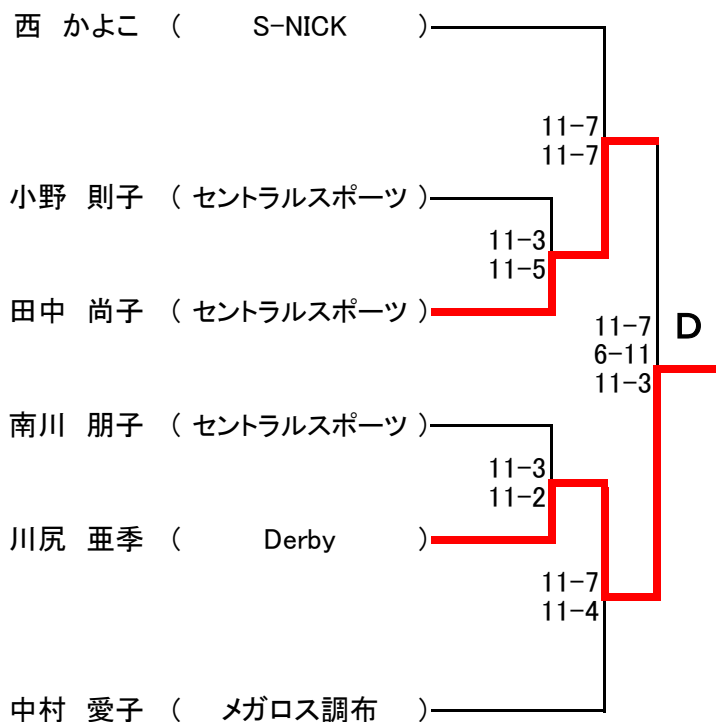 西 かよこ ( S-NICK )
11-7
11-7
小野 則子 ( セントラルスポーツ )
11-3
11-5
田中 尚子 ( セントラルスポーツ )
11-7
6-11
11-3
D
南川 朋子 ( セントラルスポーツ )
11-3
11-2
川尻 亜季 ( Derby )
11-7
11-4
中村 愛子 ( メガロス調布 )